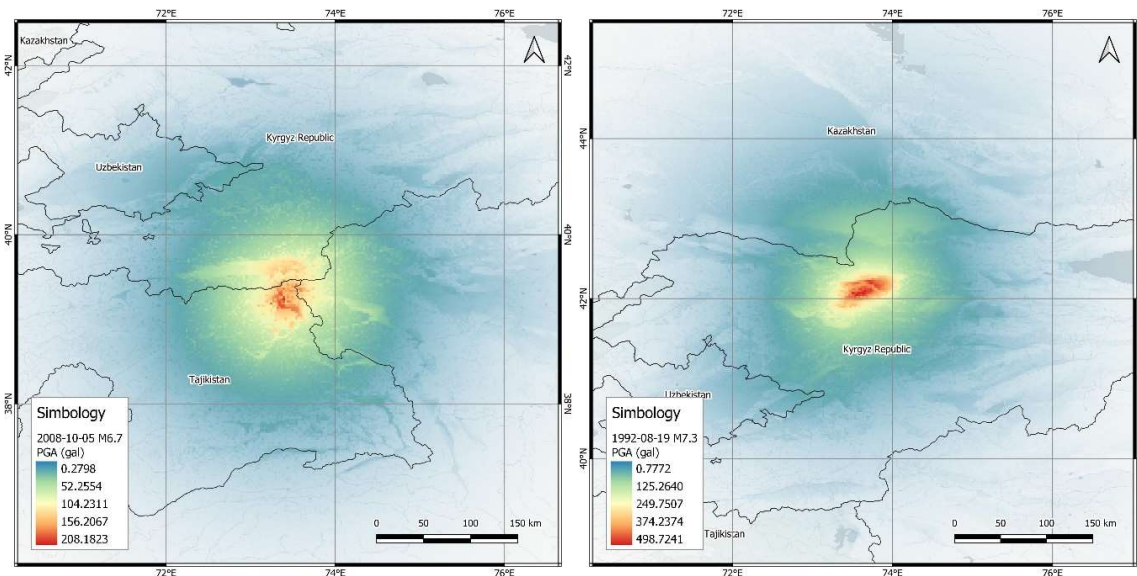 72°E 74°E 76°E
Kazakhstan
42°N
42°N
Kyrgyz Republic
Uzbekistan
40°N
40°N
Tajikistan
38°N
38°N
Simbology
2008-10-05 M6.7
PGA (gal)
0.2798
52.2554
104.2311
156.2067
208.1823
0 50 100 150 km
72°E 74°E 76°E
72°E 74°E 76°E
Kazakhstan
44°N
44°N
42°N
42°N
Kyrgyz Republic
Uzbekistan
40°N
40°N
Simbology
1992-08-19 M7.3
PGA (gal)
0.7772
125.2640
249.7507
374.2374
498.7241
Tajikistan
0 50 100 150 km
72°E 74°E 76°E